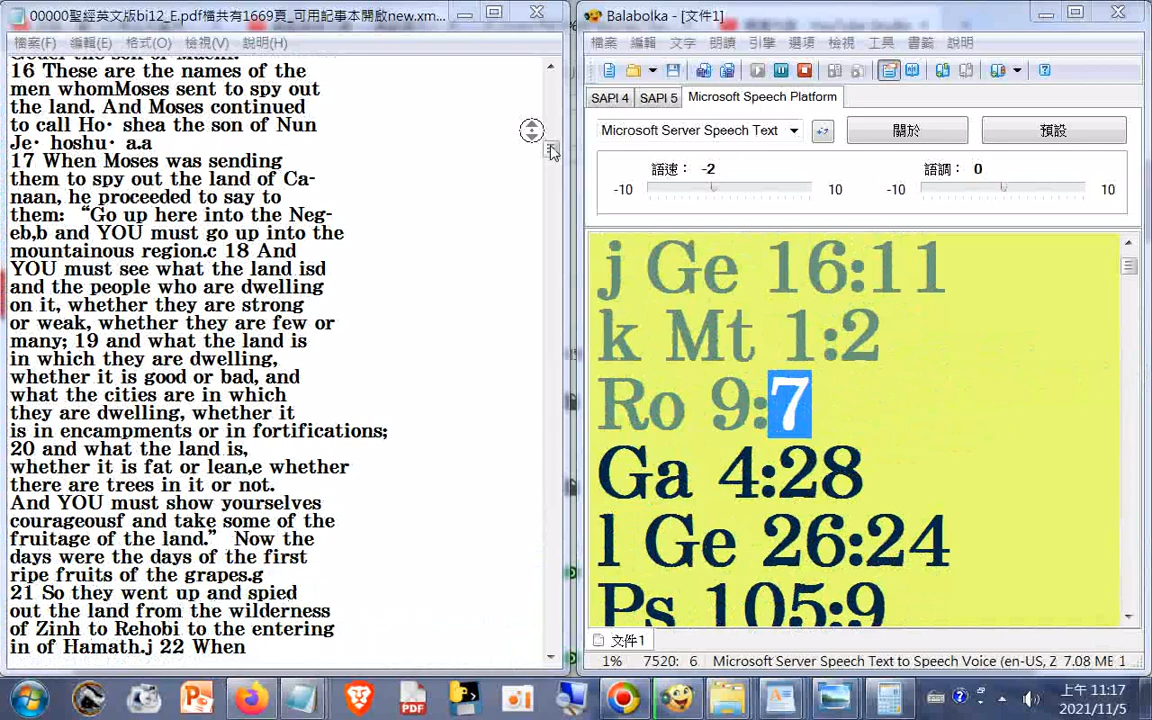 00000聖經英文版bi12_E.pdf檔共有1669頁_可用記事本開啟new.xm...
檔案(F) 編輯(E) 格式(O) 檢視(V) 說明(H)
16 These are the names of the
men whomMoses sent to spy out
the land. And Moses continued
to call Ho· shea the son of Nun
Je· hoshu· a.a
17 When Moses was sending
them to spy out the land of Ca-
naan, he proceeded to say to
them: “Go up here into the Neg-
eb,b and YOU must go up into the
mountainous region.c 18 And
YOU must see what the land isd
and the people who are dwelling
on it, whether they are strong
or weak, whether they are few or
many; 19 and what the land is
in which they are dwelling,
whether it is good or bad, and
what the cities are in which
they are dwelling, whether it
is in encampments or in fortifications;
20 and what the land is,
whether it is fat or lean,e whether
there are trees in it or not.
And YOU must show yourselves
courageousf and take some of the
fruitage of the land.” Now the
days were the days of the first
ripe fruits of the grapes.g
21 So they went up and spied
out the land from the wilderness
of Zinh to Rehobi to the entering
in of Hamath.j 22 When
Balabolka - [文件1]
檔案 編輯 文字 朗讀 引擎 選項 檢視 工具 書籤 說明
SAPI 4 SAPI 5 Microsoft Speech Platform
Microsoft Server Speech Text 關於 預設
語速： -2 語調： 0
-10 10 -10 10
j Ge 16:11
k Mt 1:2
Ro 9:7
Ga 4:28
l Ge 26:24
Ps 105:9
文件1
1% 7520: 6 Microsoft Server Speech Text to Speech Voice (en-US, Z 7.08 ME 1
上午 11:17
2021/11/5